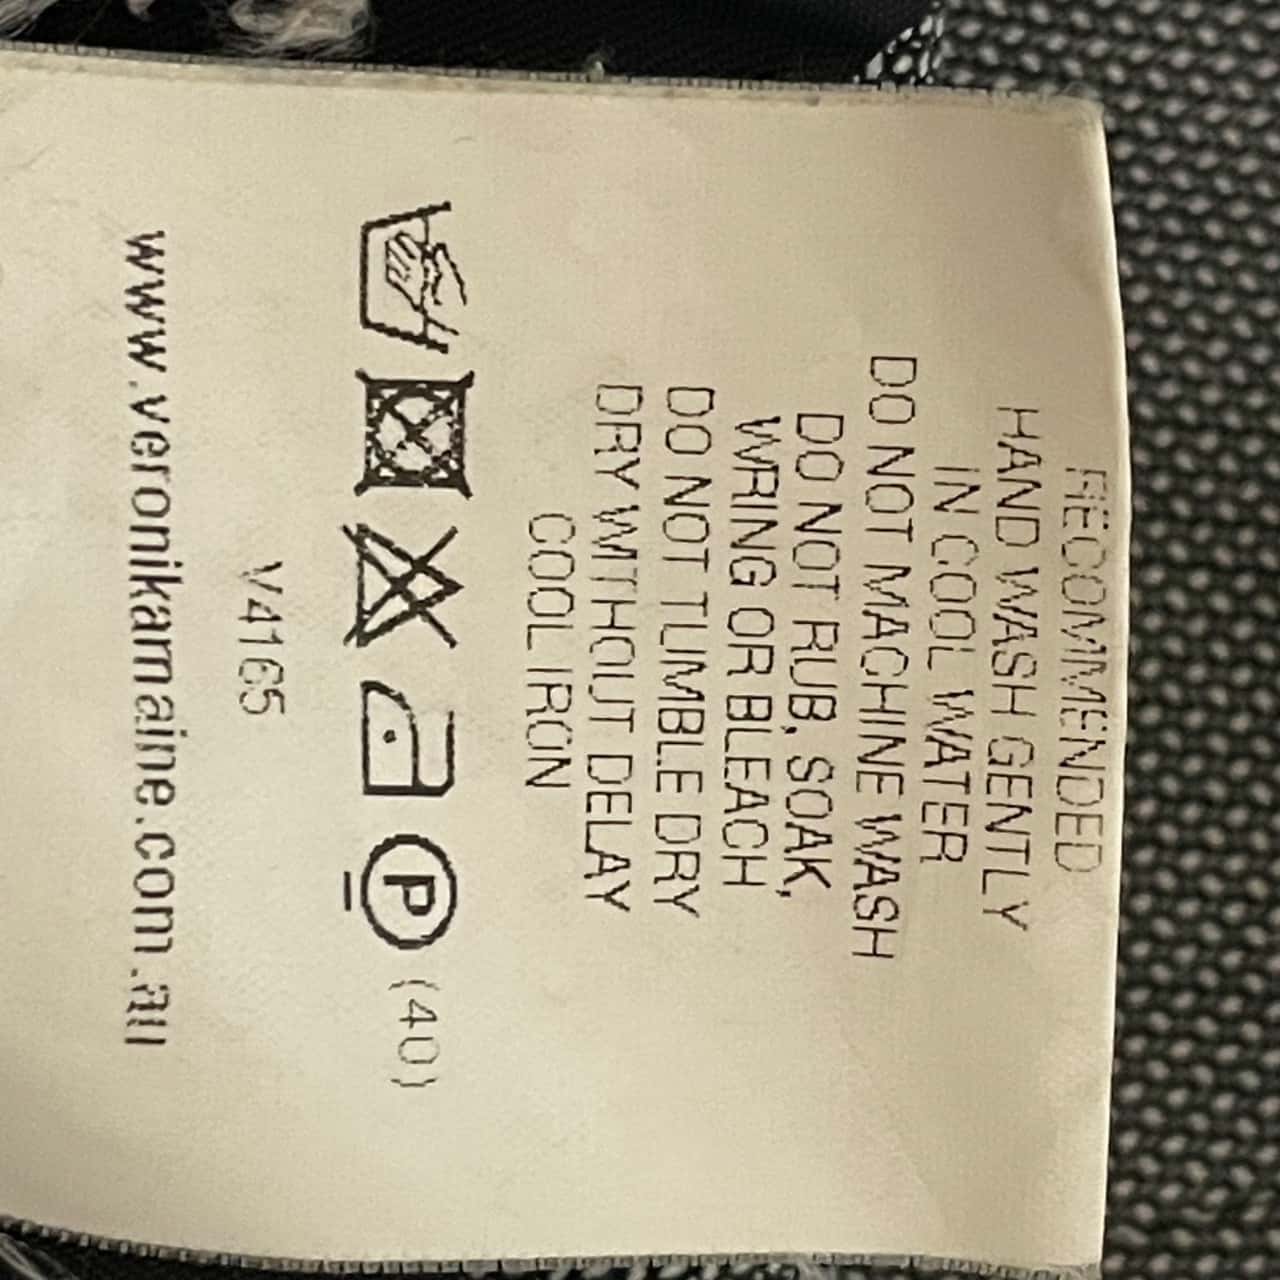 RECOMMENDED
HAND WASH GENTLY
IN COOL WATER
DO NOT MACHINE WASH
DO NOT RUB, SOAK,
WRING OR BLEACH
DO NOT TUMBLE DRY
DRY WITHOUT DELAY
COOL IRON
P (40)
V4165
www.veronikamaine.com.au